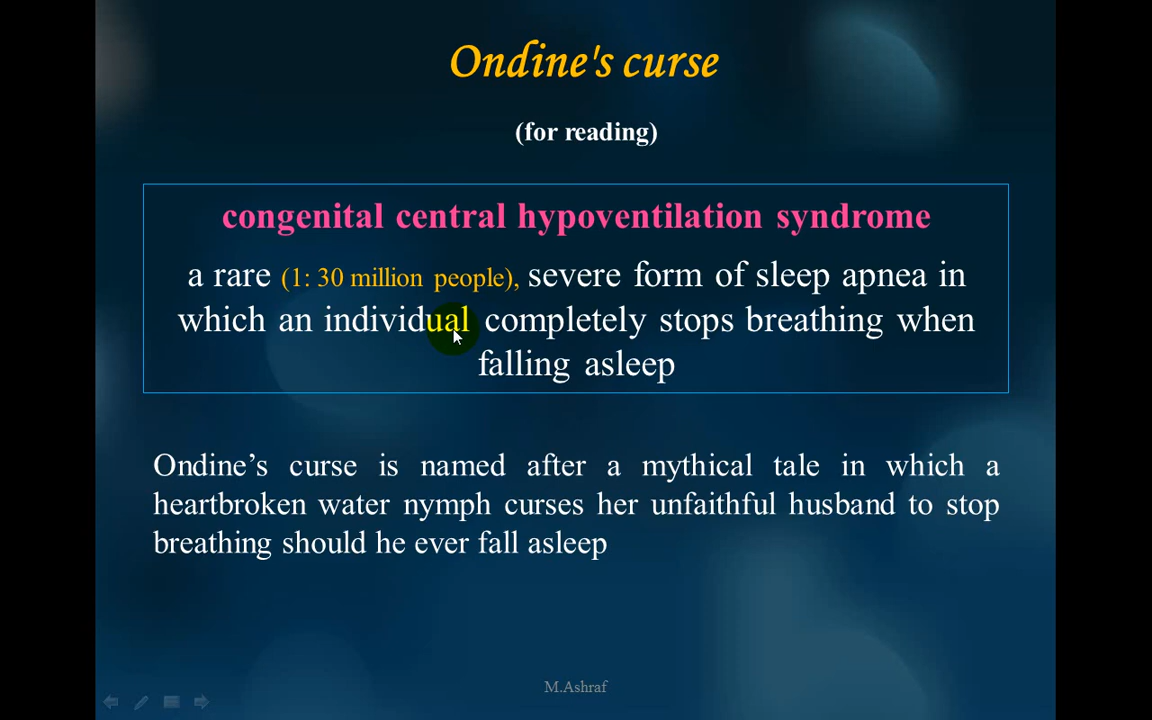 Ondine's curse
(for reading)
congenital central hypoventilation syndrome
a rare (1: 30 million people), severe form of sleep apnea in
which an individual completely stops breathing when
falling asleep
Ondine’s curse is named after a mythical tale in which a
heartbroken water nymph curses her unfaithful husband to stop
breathing should he ever fall asleep
M.Ashraf